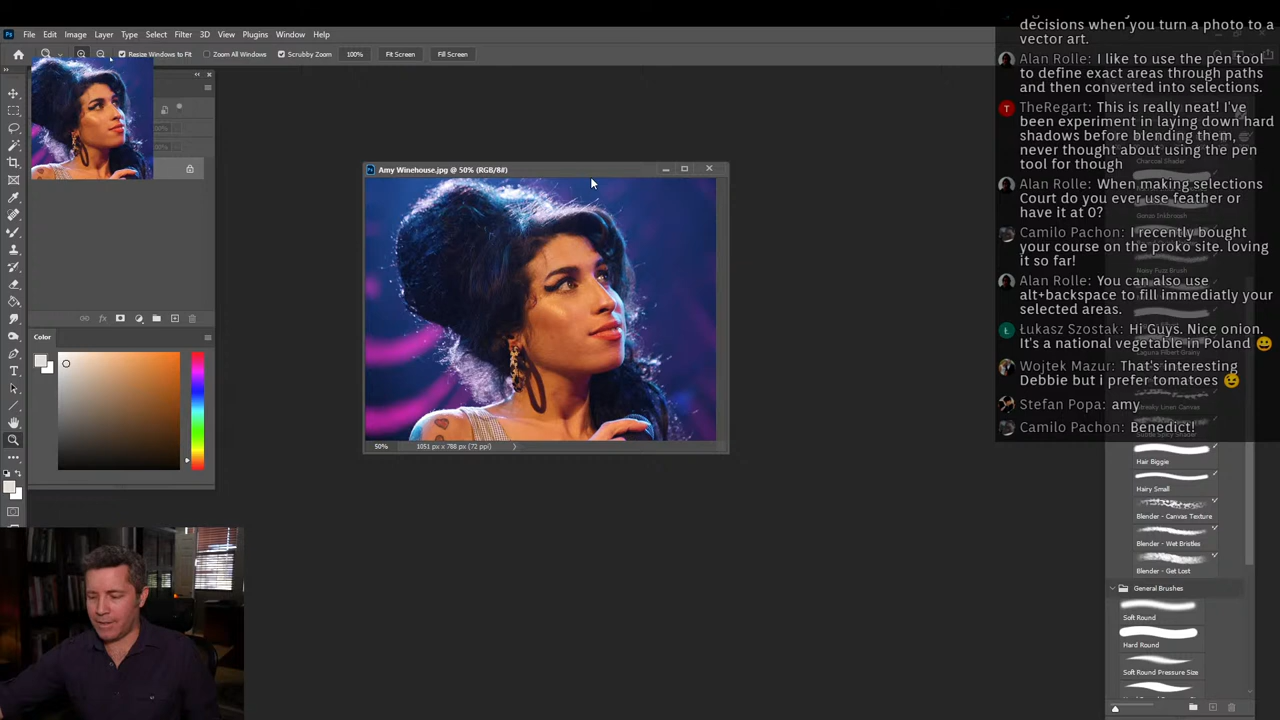 File Edit Image Layer Type Select Filter 3D View Plugins Window Help
Resize Windows to Fit Zoom All Windows Scrubby Zoom 100% Fit Screen Fill Screen
Amy Winehouse.jpg @ 50% (RGB/8#)
50% 1051 px x 788 px (72 ppi)
Color
decisions when you turn a photo to a
vector art.
Alan Rolle: I like to use the pen tool
to define exact areas through paths
and then converted into selections.
T TheRegart: This is really neat! I've
been experiment in laying down hard
shadows before blending them,
never thought about using the pen
tool for though
Alan Rolle: When making selections
Court do you ever use feather or
have it at 0?
Camilo Pachon: I recently bought
your course on the proko site. loving
it so far!
Alan Rolle: You can also use
alt+backspace to fill immediatly your
selected areas.
Ł Łukasz Szostak: Hi Guys. Nice onion.
It's a national vegetable in Poland 😀
Wojtek Mazur: That's interesting
Debbie but i prefer tomatoes 😉
Stefan Popa: amy
Camilo Pachon: Benedict!
Charcoal Shader
Noisy Fuzz Brush
Hair Biggie
Hairy Small
Blender - Canvas Texture
Blender - Wet Bristles
Blender - Get Lost
General Brushes
Soft Round
Hard Round
Soft Round Pressure Size